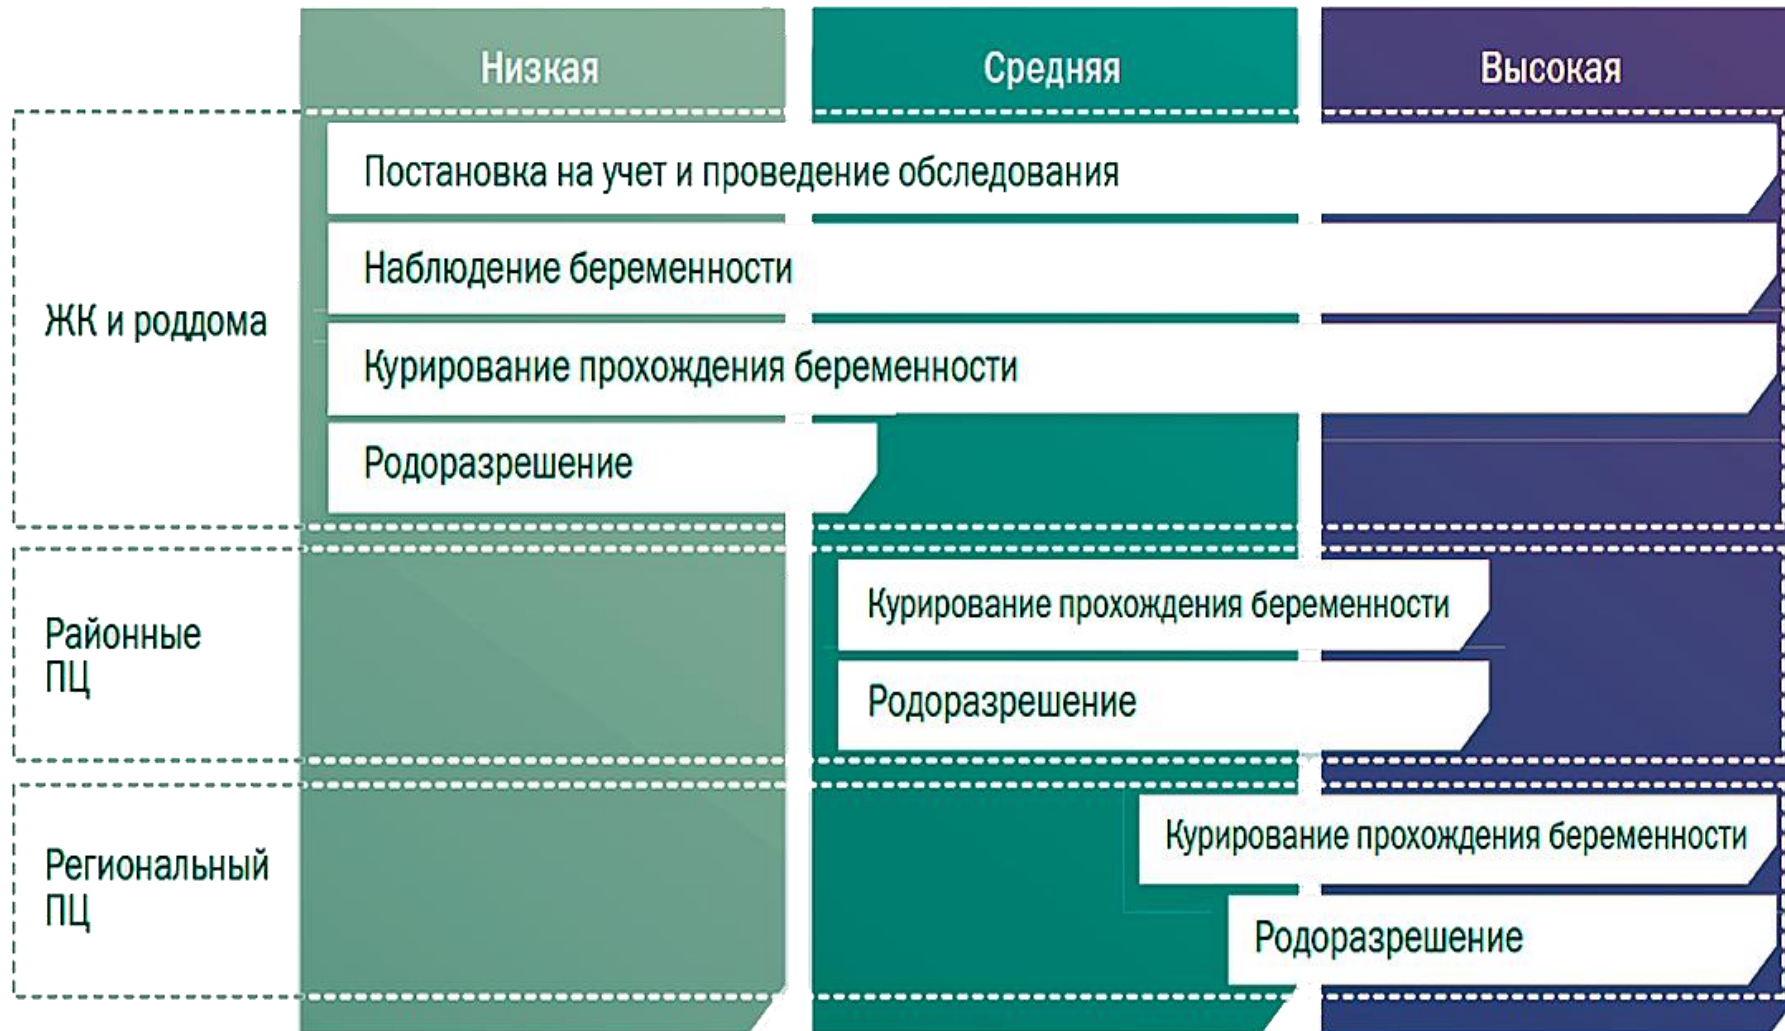 Низкая
Средняя
Высокая
ЖК и роддома
Постановка на учет и проведение обследования
Наблюдение беременности
Курирование прохождения беременности
Родоразрешение
Районные
ПЦ
Курирование прохождения беременности
Родоразрешение
Региональный
ПЦ
Курирование прохождения беременности
Родоразрешение